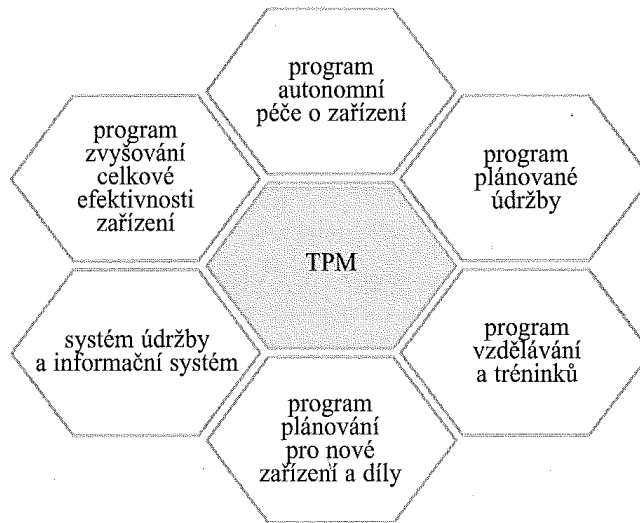 program
autonomní
péče o zařízení
program
zvyšování
celkové
efektivnosti
zařízení
program
plánované
údržby
TPM
systém údržby
a informační systém
program
vzdělávání
a tréninků
program
plánování
pro nové
zařízení a díly